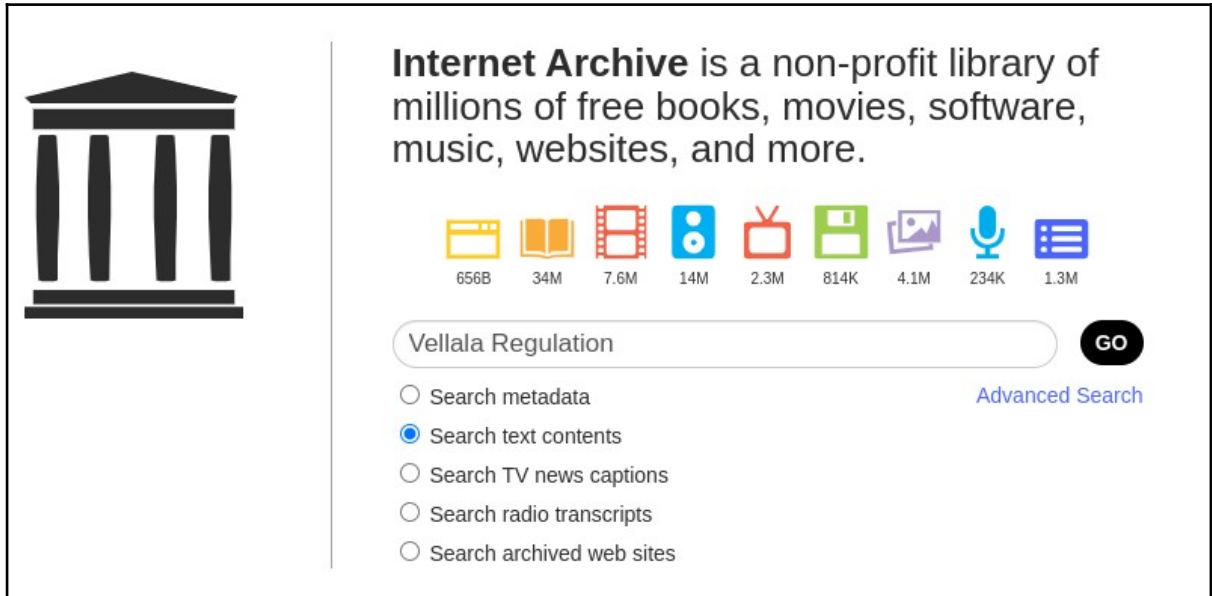 Internet Archive is a non-profit library of
millions of free books, movies, software,
music, websites, and more.
656B 34M 7.6M 14M 2.3M 814K 4.1M 234K 1.3M
Vellala Regulation GO
Search metadata Advanced Search
Search text contents
Search TV news captions
Search radio transcripts
Search archived web sites